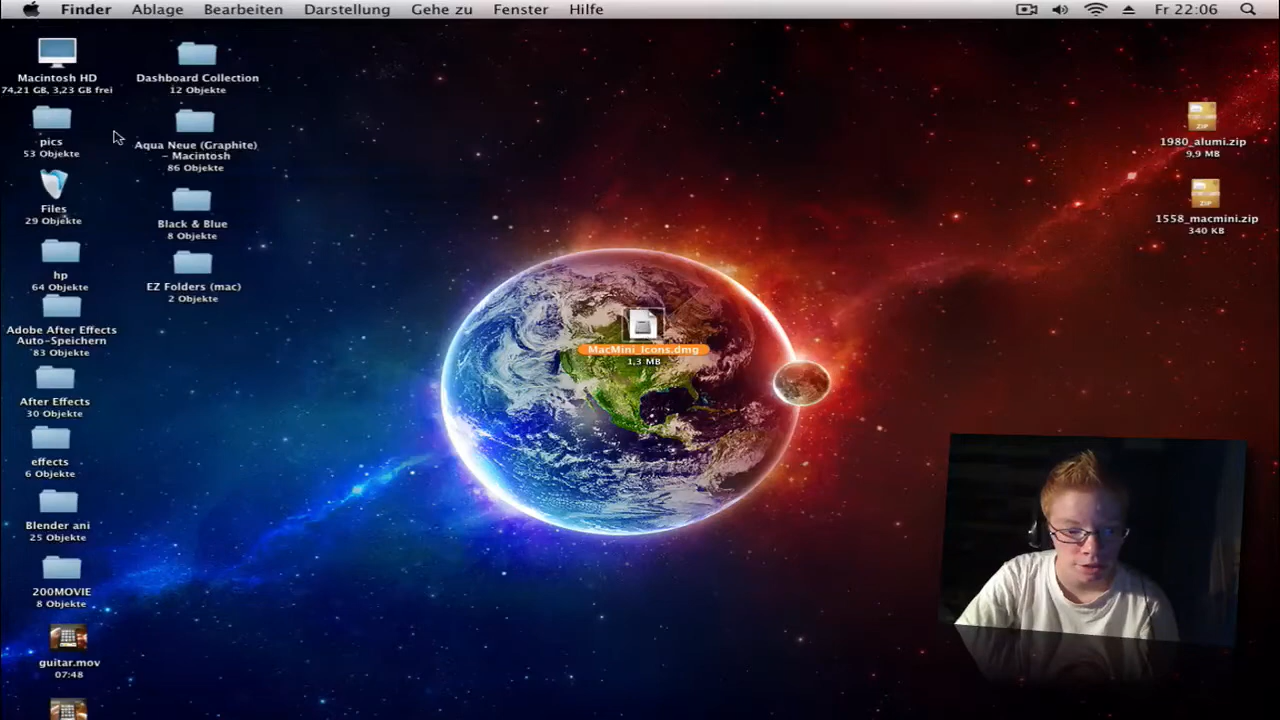 Finder Ablage Bearbeiten Darstellung Gehe zu Fenster Hilfe Fr 22:06
Macintosh HD
74,21 GB, 3,23 GB frei
pics
53 Objekte
Files
29 Objekte
hp
64 Objekte
Adobe After Effects
Auto-Speichern
83 Objekte
After Effects
30 Objekte
effects
6 Objekte
Blender ani
25 Objekte
200MOVIE
8 Objekte
guitar.mov
07:48
Dashboard Collection
12 Objekte
Aqua Neue (Graphite)
- Macintosh
86 Objekte
Black & Blue
8 Objekte
EZ Folders (mac)
2 Objekte
MacMini_Icons.dmg
1,3 MB
ZIP
1980_alumi.zip
9,9 MB
ZIP
1558_macmini.zip
340 KB